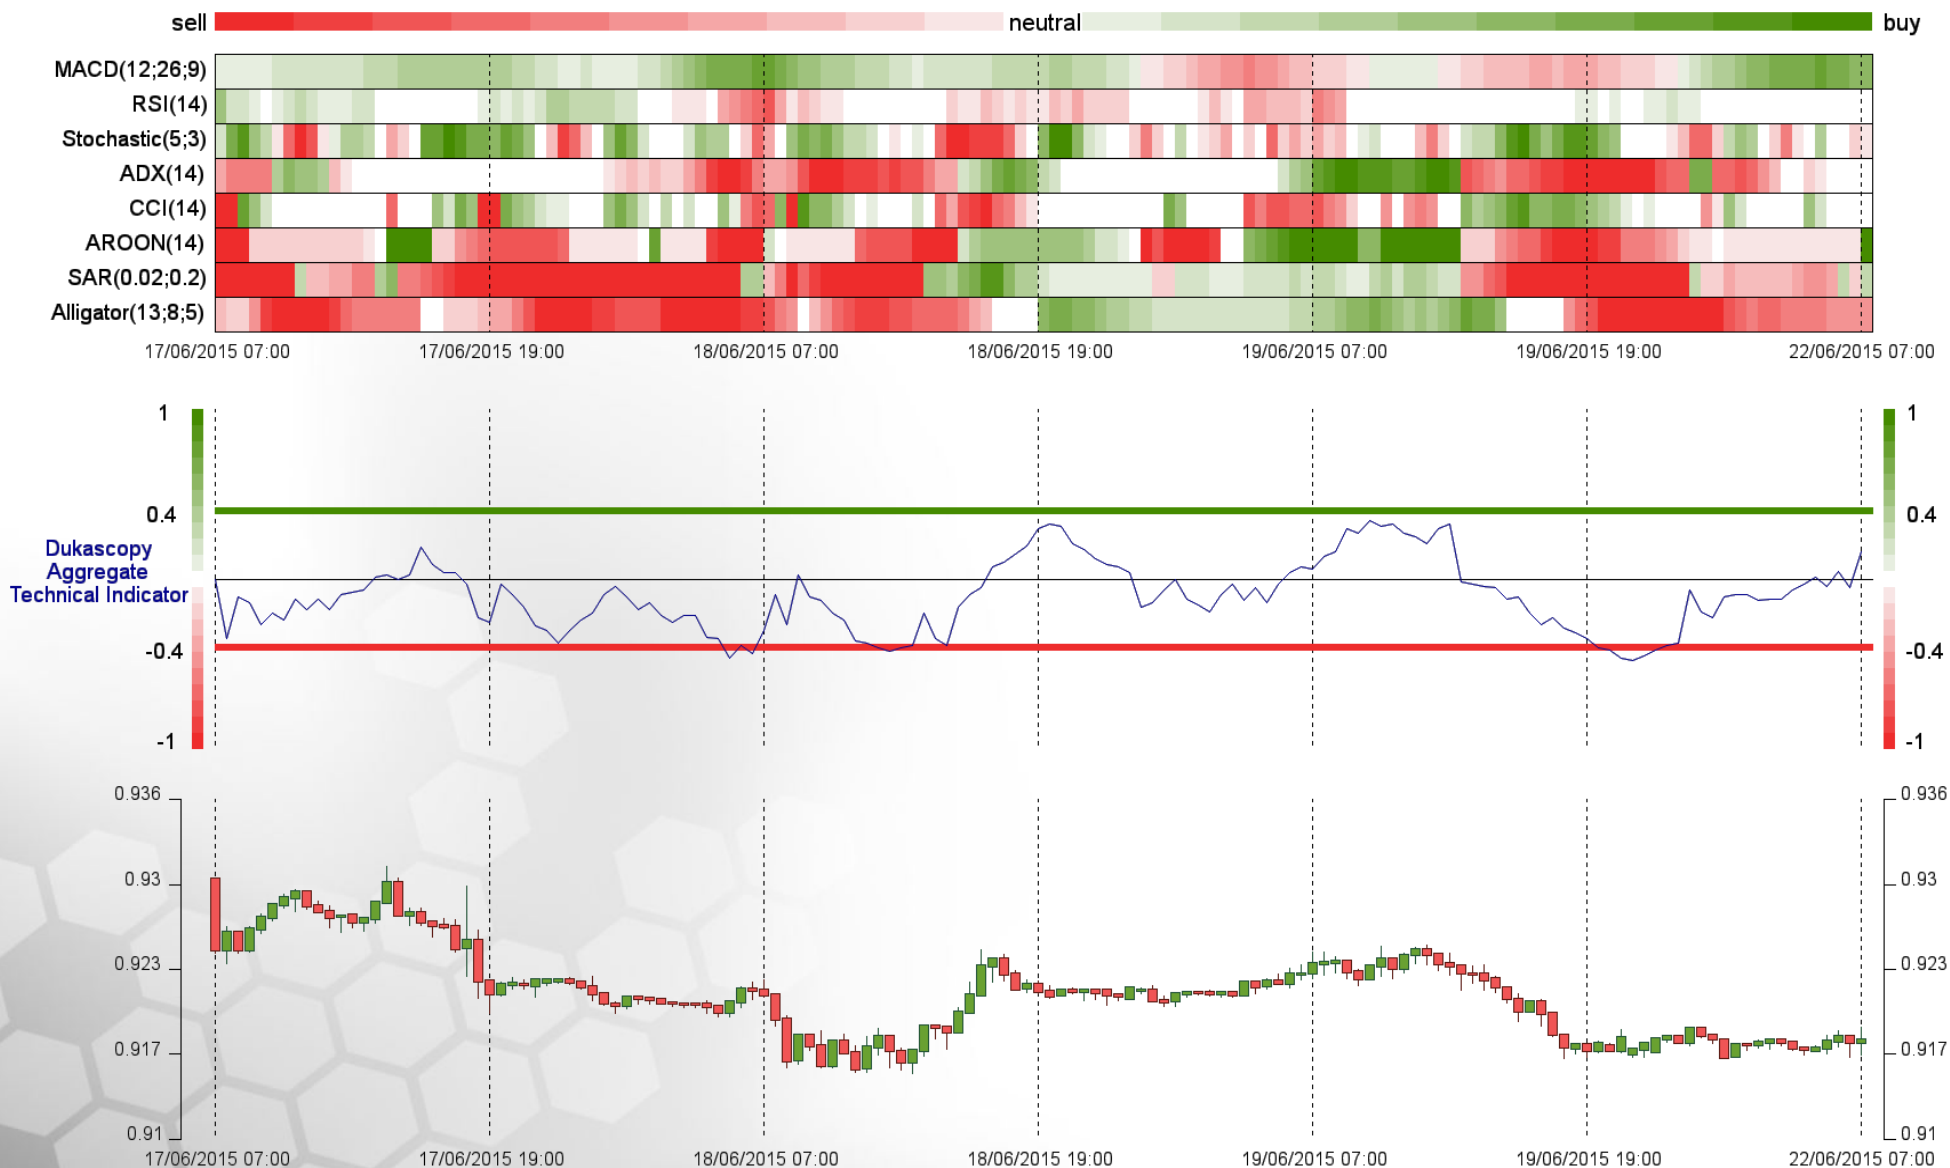 sell neutral buy
MACD(12;26;9)
RSI(14)
Stochastic(5;3)
ADX(14)
CCI(14)
AROON(14)
SAR(0.02;0.2)
Alligator(13;8;5)
17/06/2015 07:00 17/06/2015 19:00 18/06/2015 07:00 18/06/2015 19:00 19/06/2015 07:00 19/06/2015 19:00 22/06/2015 07:00
1 1
0.4 0.4
Dukascopy
Aggregate
Technical Indicator
-0.4 -0.4
-1 -1
0.936 0.936
0.93 0.93
0.923 0.923
0.917 0.917
0.91 0.91
17/06/2015 07:00 17/06/2015 19:00 18/06/2015 07:00 18/06/2015 19:00 19/06/2015 07:00 19/06/2015 19:00 22/06/2015 07:00